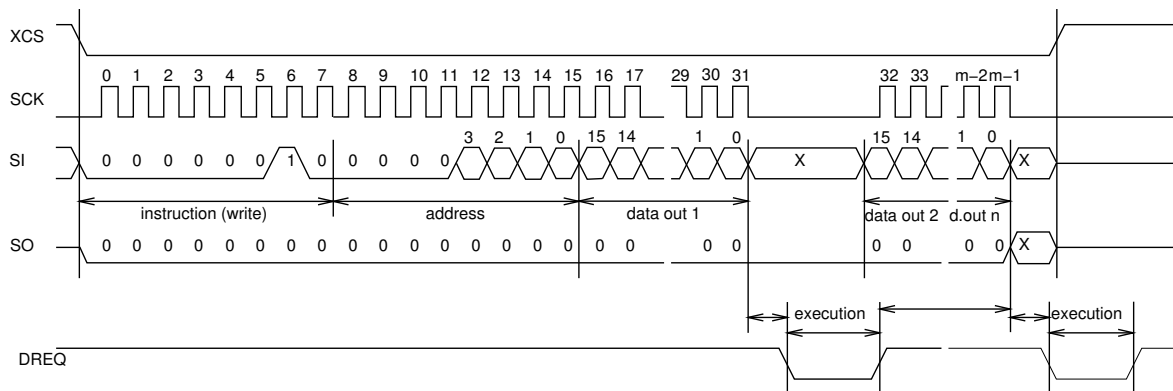 XCS
0 1 2 3 4 5 6 7 8 9 10 11 12 13 14 15 16 17 29 30 31 32 33 m−2 m−1
SCK
3 2 1 0 15 14 1 0 15 14 1 0
SI 0 0 0 0 0 0 1 0 0 0 0 0 X X
instruction (write) address data out 1 data out 2 d.out n
SO 0 0 0 0 0 0 0 0 0 0 0 0 0 0 0 0 0 0 0 0 0 0 0 0 X
execution execution
DREQ